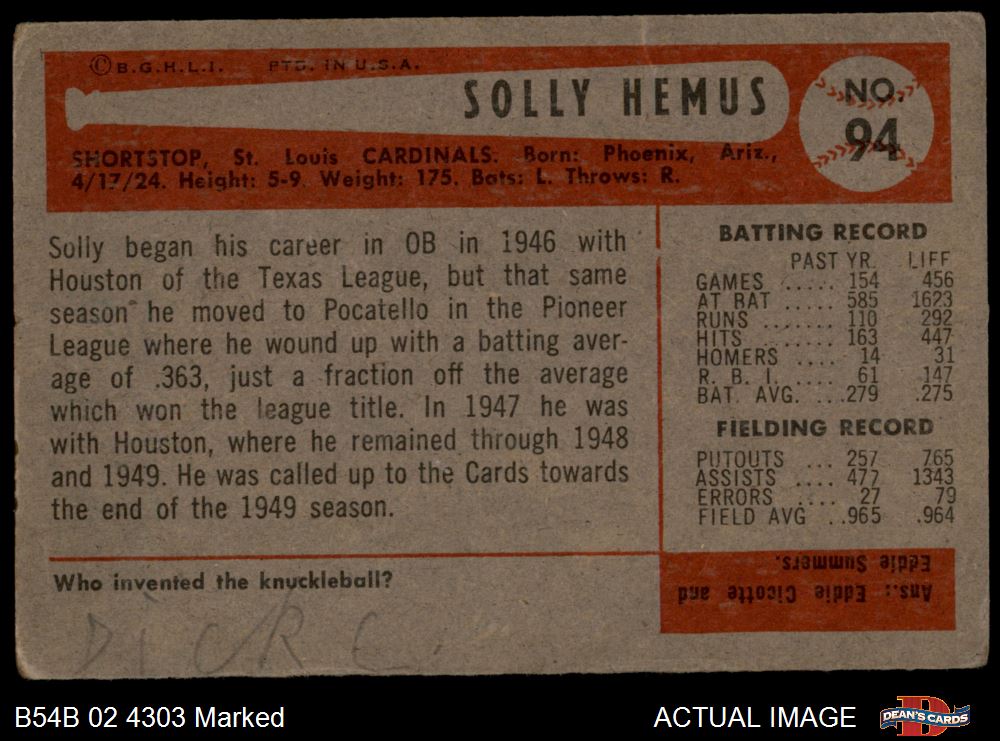 © B.G.H.L.I. PTD. IN U.S.A.
SOLLY HEMUS
NO.
94
SHORTSTOP, St. Louis CARDINALS. Born: Phoenix, Ariz.,
4/17/24. Height: 5-9. Weight: 175. Bats: L. Throws: R.
Solly began his career in OB in 1946 with
Houston of the Texas League, but that same
season he moved to Pocatello in the Pioneer
League where he wound up with a batting aver-
age of .363, just a fraction off the average
which won the league title. In 1947 he was
with Houston, where he remained through 1948
and 1949. He was called up to the Cards towards
the end of the 1949 season.
BATTING RECORD
PAST YR. LIFE
GAMES ..... 154 456
AT BAT ..... 585 1623
RUNS ....... 110 292
HITS ....... 163 447
HOMERS .... 14 31
R. B. I. .... 61 147
BAT. AVG. ...279 .275
FIELDING RECORD
PUTOUTS ... 257 765
ASSISTS .... 477 1343
ERRORS .... 27 79
FIELD AVG ..965 .964
Who invented the knuckleball?
Ans.: Eddie Cicotte and
Eddie Summers.
B54B 02 4303 Marked
ACTUAL IMAGE
DEAN'S CARDS